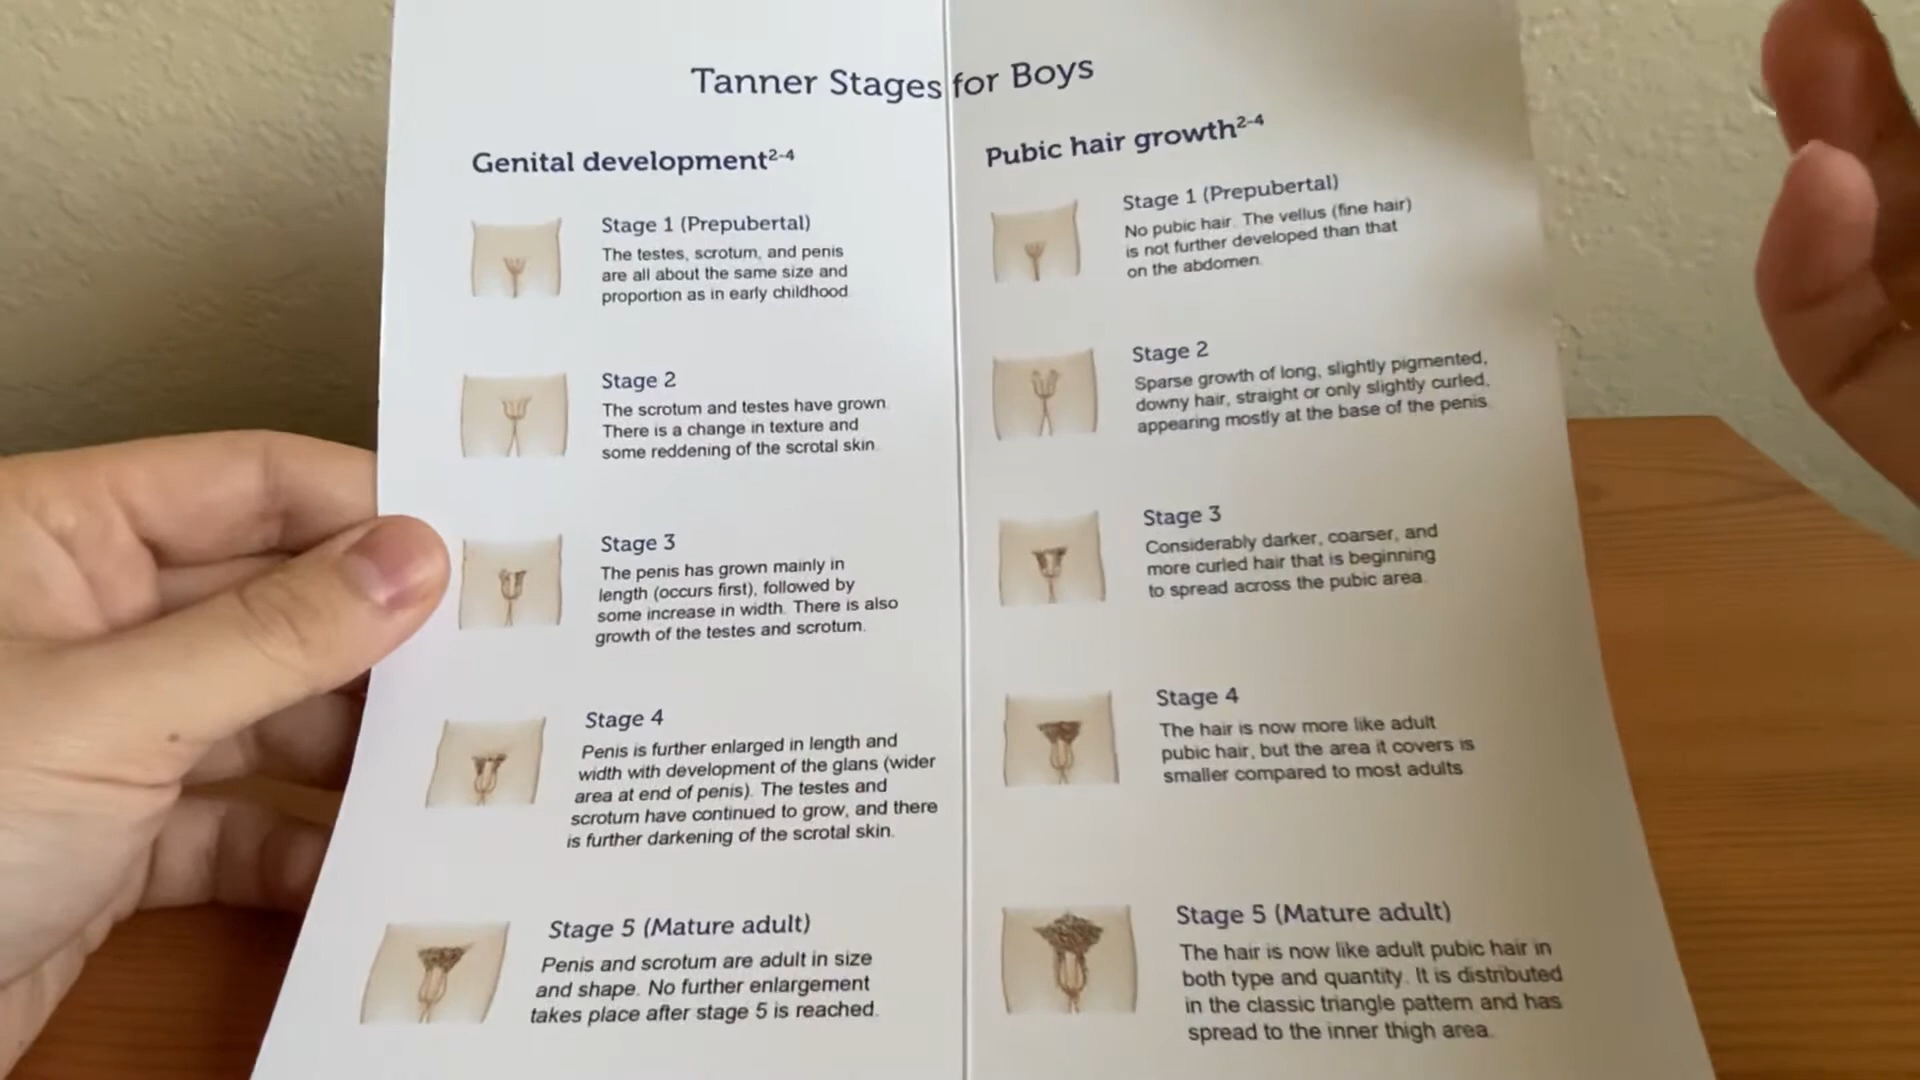 Tanner Stages for Boys
Genital development2-4
Stage 1 (Prepubertal)
The testes, scrotum, and penis
are all about the same size and
proportion as in early childhood.
Stage 2
The scrotum and testes have grown.
There is a change in texture and
some reddening of the scrotal skin.
Stage 3
The penis has grown mainly in
length (occurs first), followed by
some increase in width. There is also
growth of the testes and scrotum.
Stage 4
Penis is further enlarged in length and
width with development of the glans (wider
area at end of penis). The testes and
scrotum have continued to grow, and there
is further darkening of the scrotal skin.
Stage 5 (Mature adult)
Penis and scrotum are adult in size
and shape. No further enlargement
takes place after stage 5 is reached.
Pubic hair growth2-4
Stage 1 (Prepubertal)
No pubic hair. The vellus (fine hair)
is not further developed than that
on the abdomen.
Stage 2
Sparse growth of long, slightly pigmented,
downy hair, straight or only slightly curled,
appearing mostly at the base of the penis.
Stage 3
Considerably darker, coarser, and
more curled hair that is beginning
to spread across the pubic area.
Stage 4
The hair is now more like adult
pubic hair, but the area it covers is
smaller compared to most adults.
Stage 5 (Mature adult)
The hair is now like adult pubic hair in
both type and quantity. It is distributed
in the classic triangle pattern and has
spread to the inner thigh area.